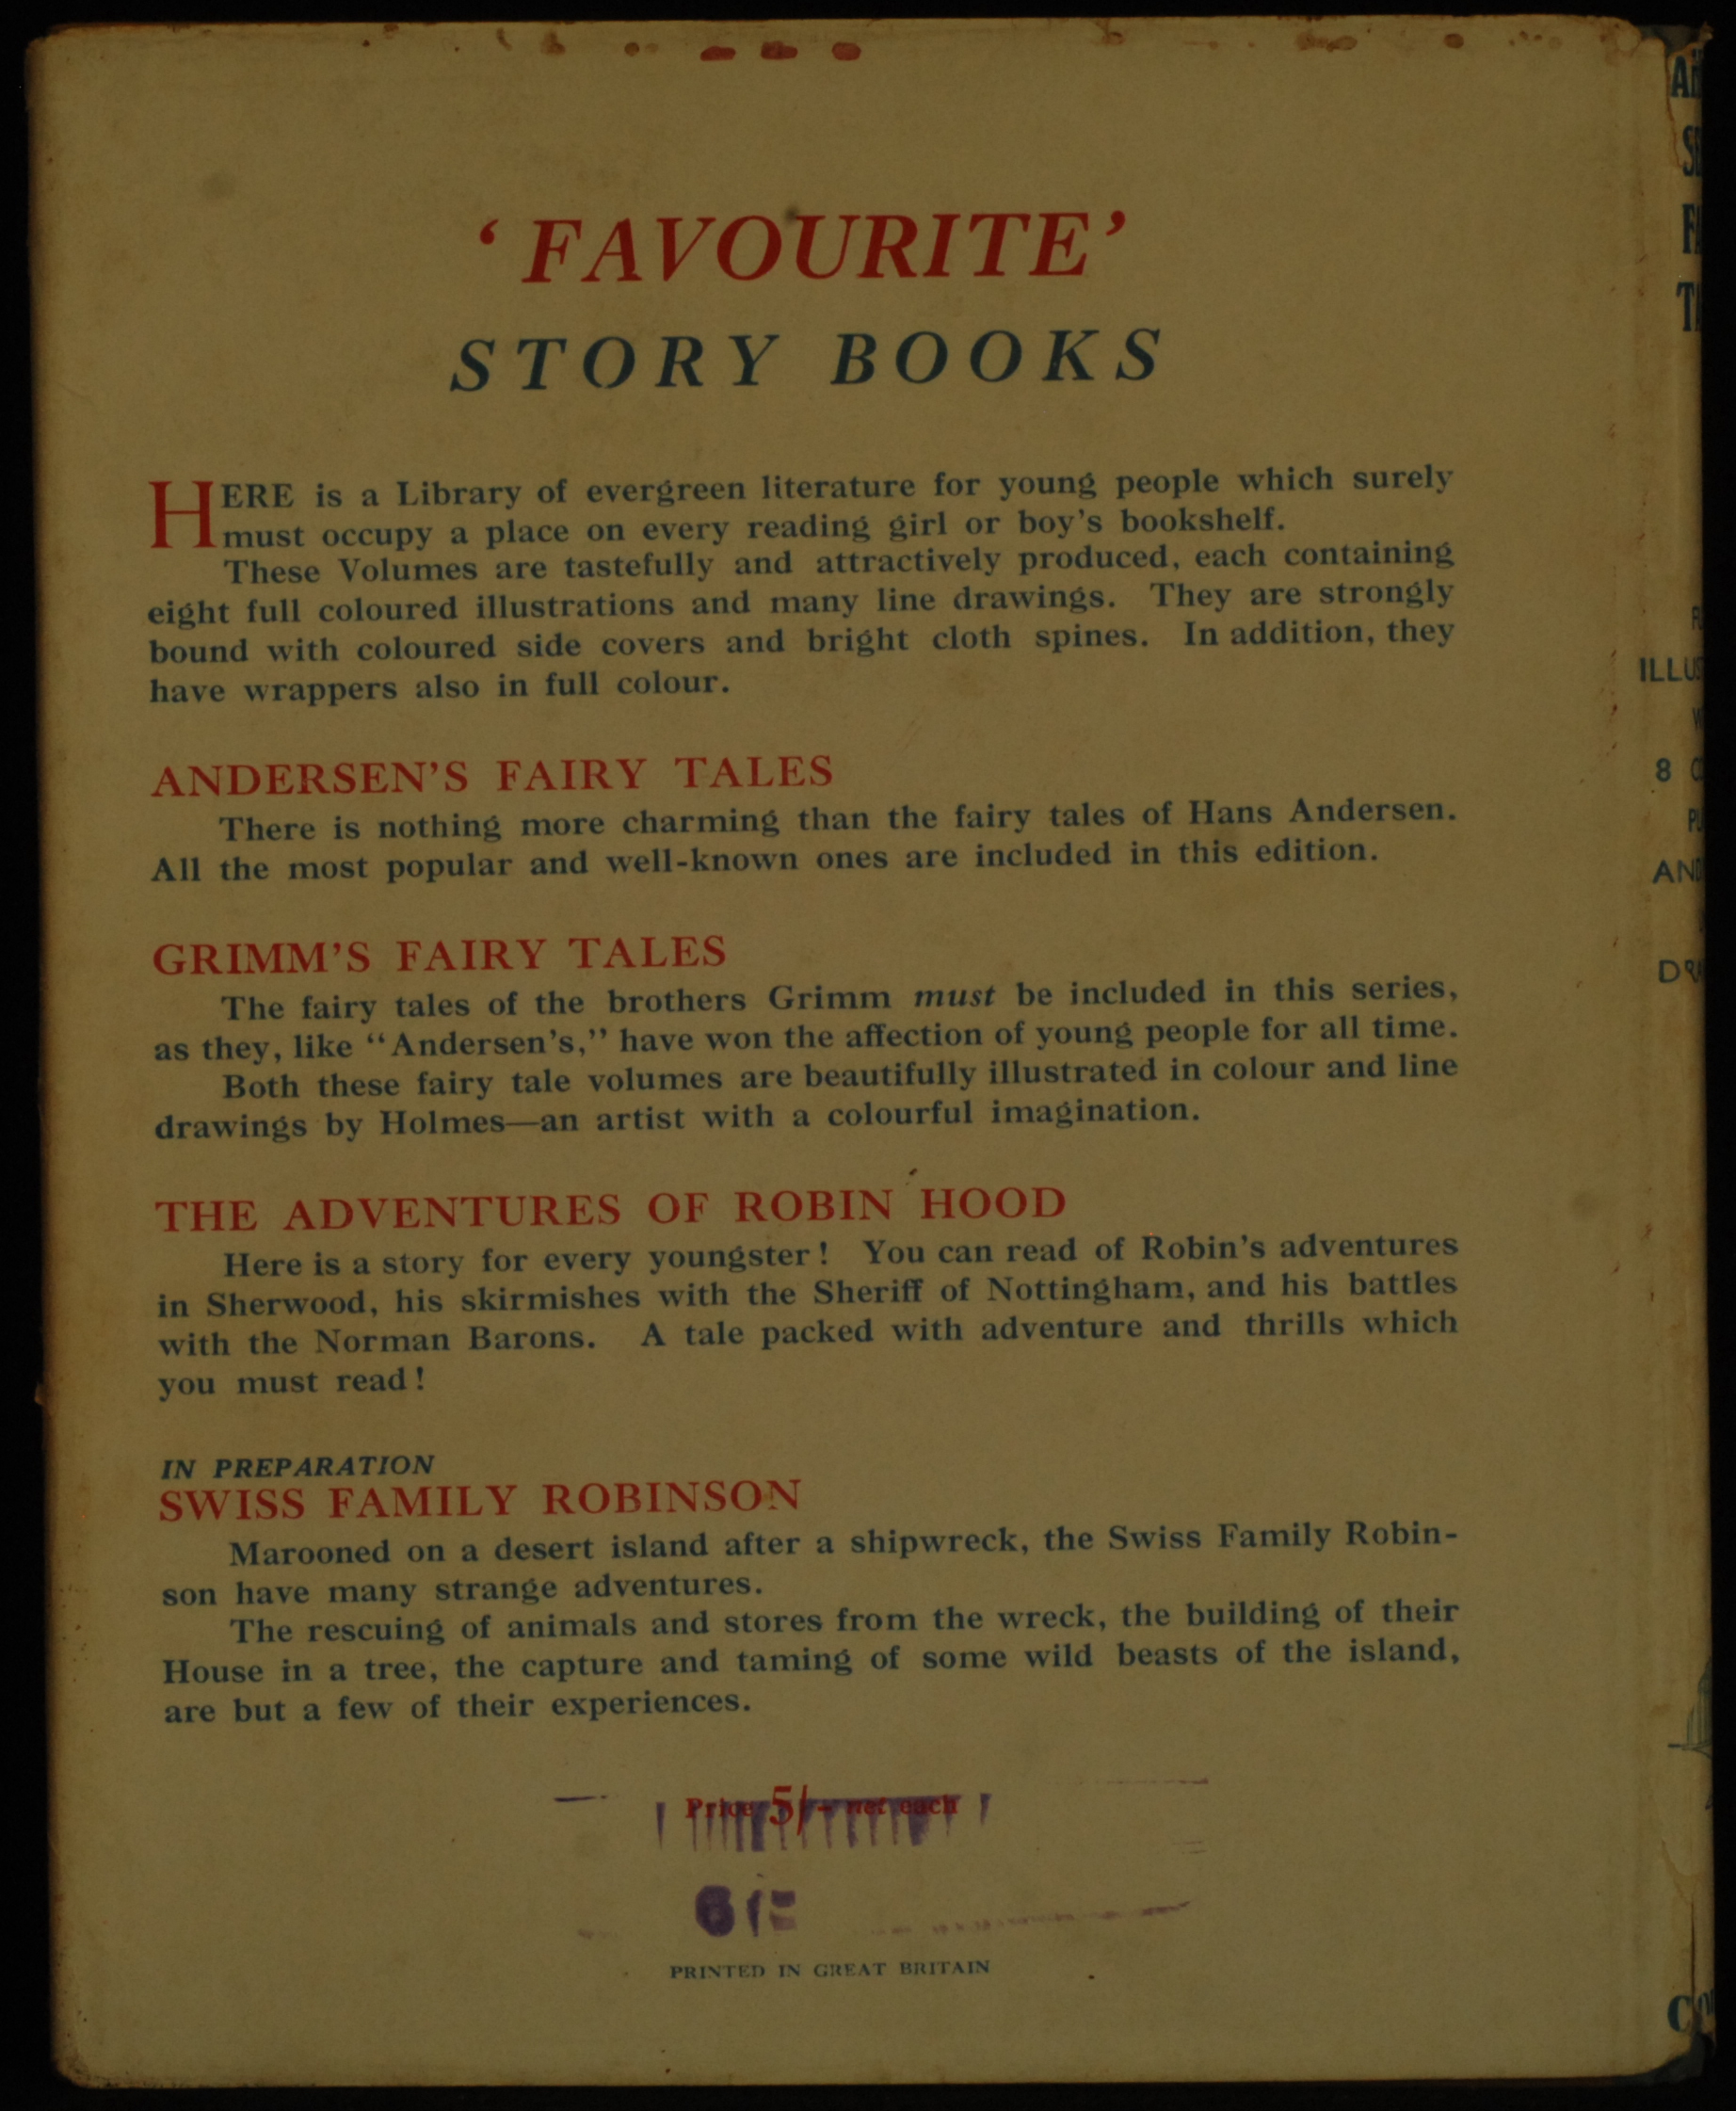 ‘FAVOURITE’
STORY BOOKS
HERE is a Library of evergreen literature for young people which surely
must occupy a place on every reading girl or boy’s bookshelf.
These Volumes are tastefully and attractively produced, each containing
eight full coloured illustrations and many line drawings. They are strongly
bound with coloured side covers and bright cloth spines. In addition, they
have wrappers also in full colour.
ANDERSEN’S FAIRY TALES
There is nothing more charming than the fairy tales of Hans Andersen.
All the most popular and well-known ones are included in this edition.
GRIMM’S FAIRY TALES
The fairy tales of the brothers Grimm must be included in this series,
as they, like “Andersen’s,” have won the affection of young people for all time.
Both these fairy tale volumes are beautifully illustrated in colour and line
drawings by Holmes—an artist with a colourful imagination.
THE ADVENTURES OF ROBIN HOOD
Here is a story for every youngster! You can read of Robin’s adventures
in Sherwood, his skirmishes with the Sheriff of Nottingham, and his battles
with the Norman Barons. A tale packed with adventure and thrills which
you must read!
IN PREPARATION
SWISS FAMILY ROBINSON
Marooned on a desert island after a shipwreck, the Swiss Family Robin-
son have many strange adventures.
The rescuing of animals and stores from the wreck, the building of their
House in a tree, the capture and taming of some wild beasts of the island,
are but a few of their experiences.
Price 5/- net each
6/=
PRINTED IN GREAT BRITAIN
8